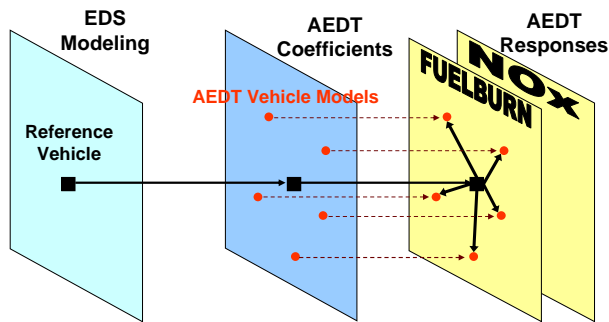 EDS
Modeling
AEDT
Coefficients
AEDT
Responses
NOx
FUELBURN
AEDT Vehicle Models
Reference
Vehicle